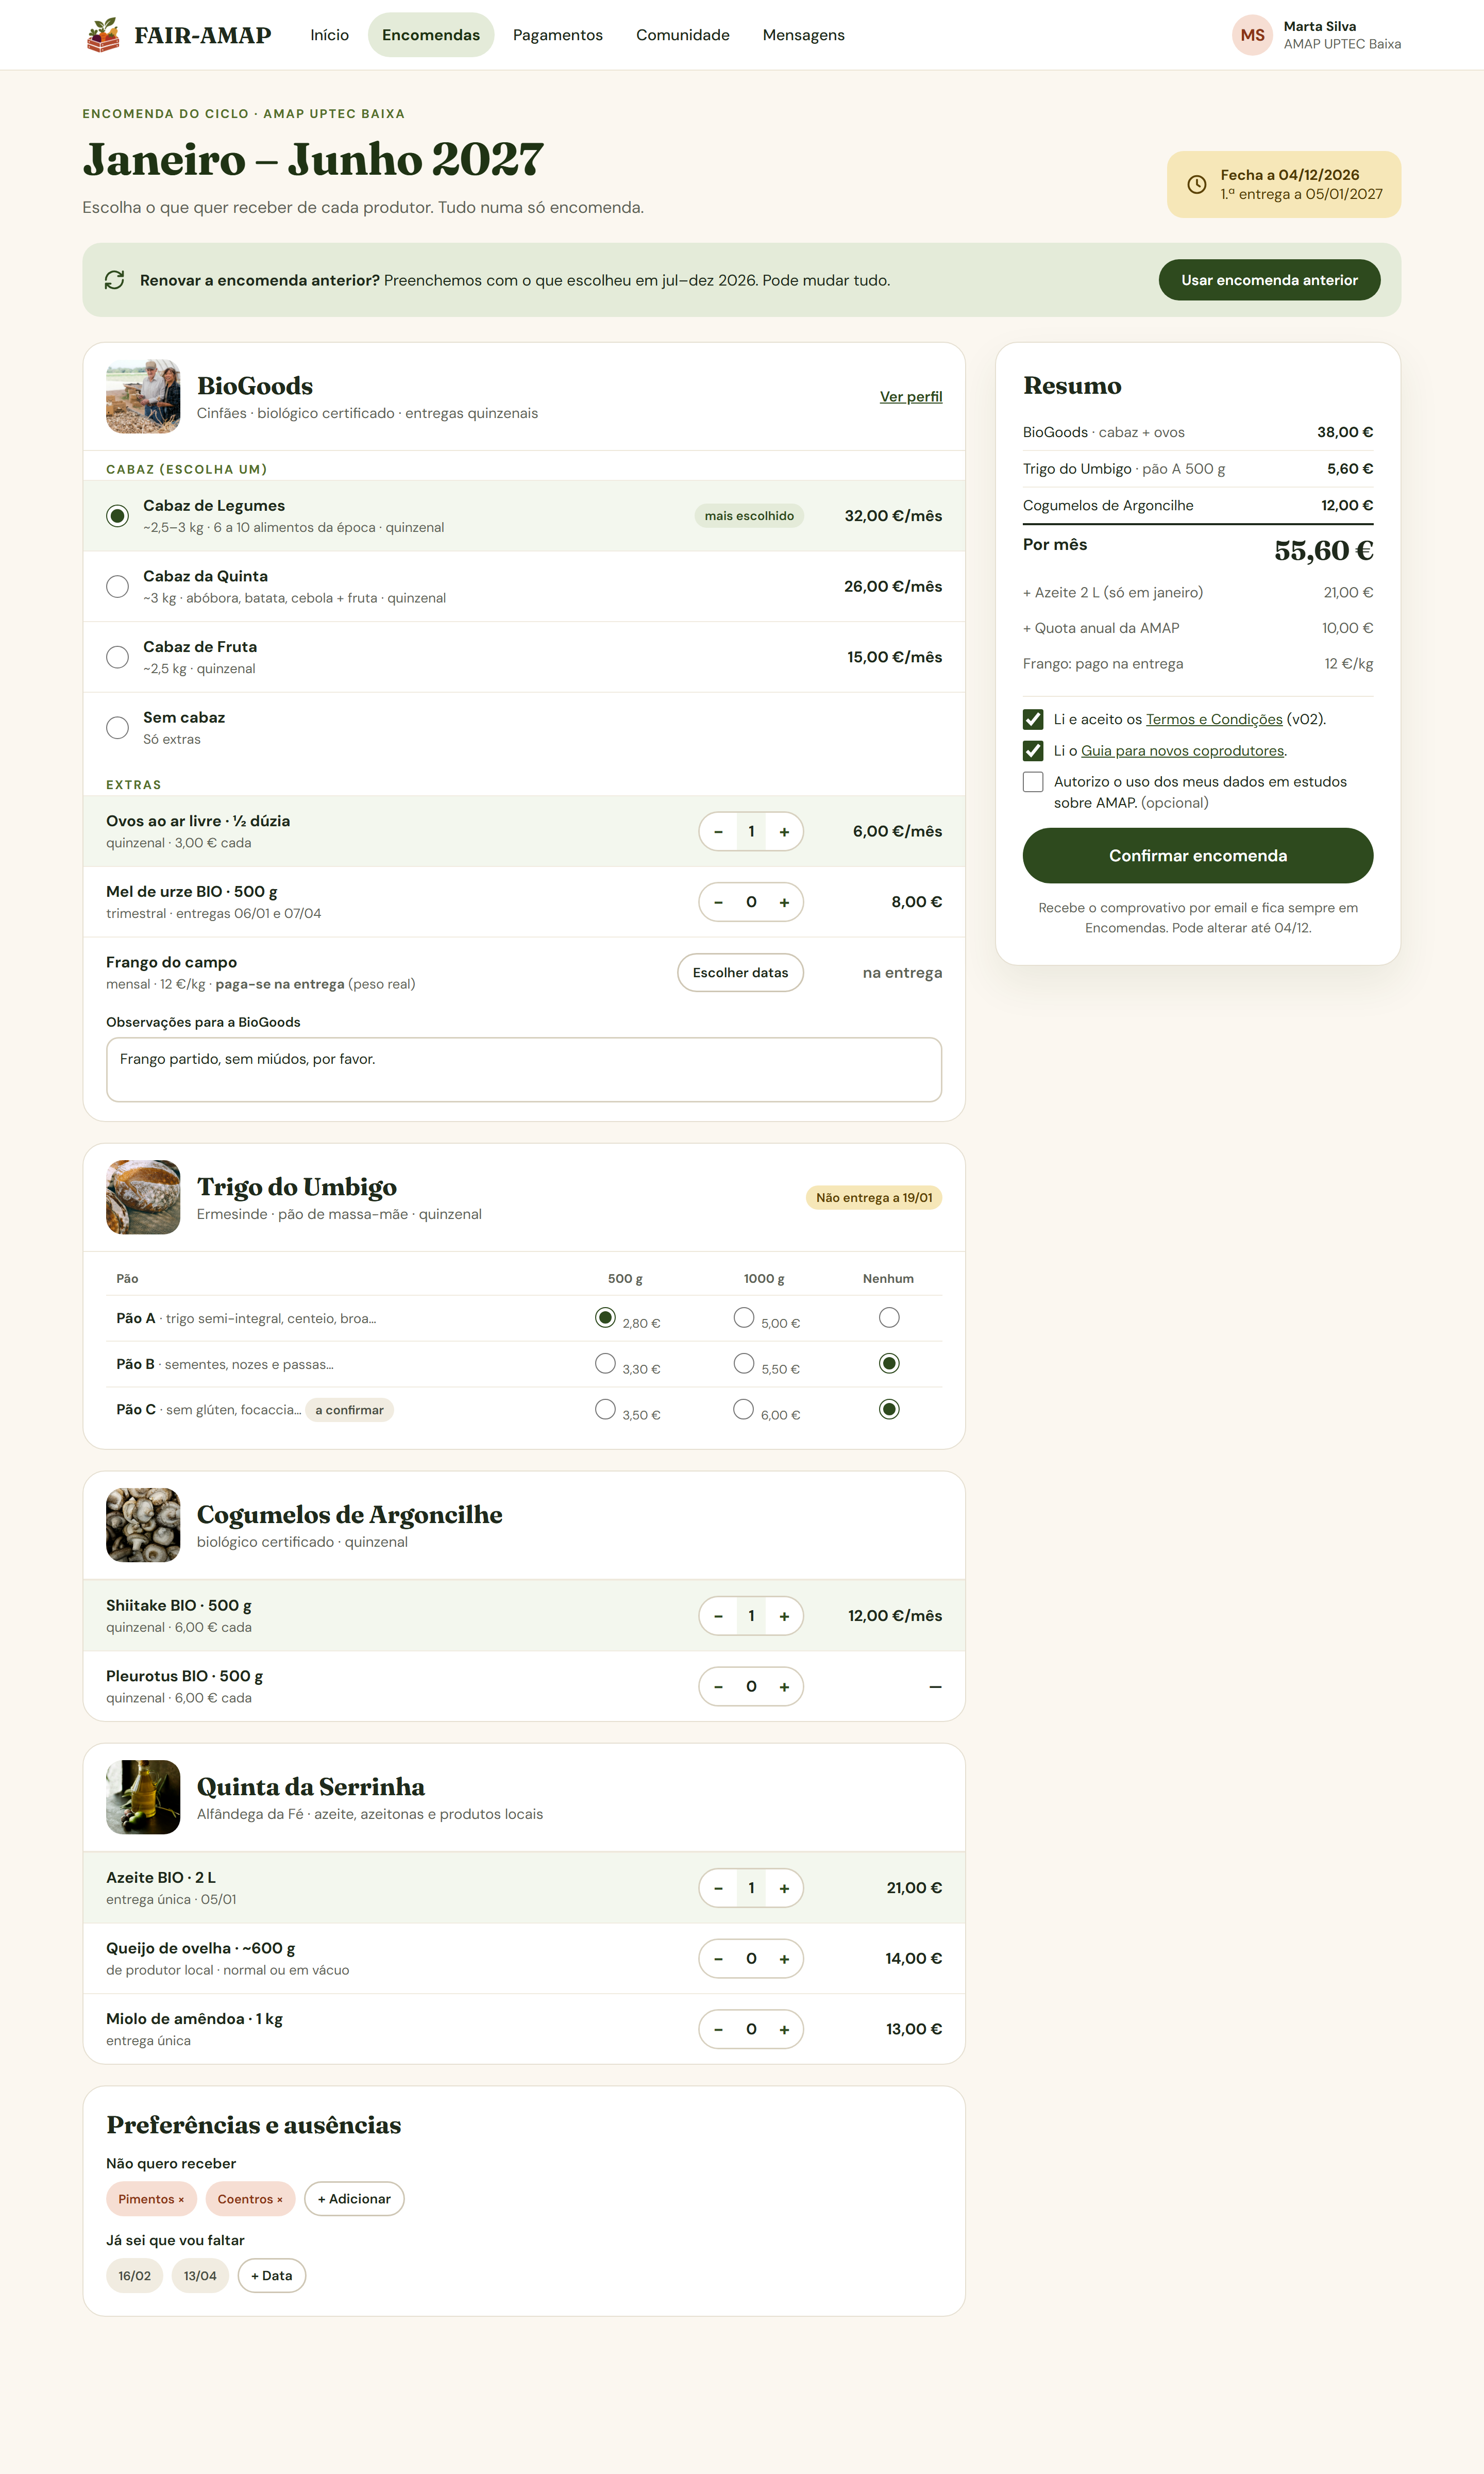 FAIR-AMAP
Início
Encomendas
Pagamentos
Comunidade
Mensagens
MS
Marta Silva
AMAP UPTEC Baixa
ENCOMENDA DO CICLO · AMAP UPTEC BAIXA
Janeiro – Junho 2027
Escolha o que quer receber de cada produtor. Tudo numa só encomenda.
Fecha a 04/12/2026
1.ª entrega a 05/01/2027
Renovar a encomenda anterior? Preenchemos com o que escolheu em jul–dez 2026. Pode mudar tudo.
Usar encomenda anterior
BioGoods
Cinfães · biológico certificado · entregas quinzenais
Ver perfil
CABAZ (ESCOLHA UM)
Cabaz de Legumes
~2,5–3 kg · 6 a 10 alimentos da época · quinzenal
mais escolhido
32,00 €/mês
Cabaz da Quinta
~3 kg · abóbora, batata, cebola + fruta · quinzenal
26,00 €/mês
Cabaz de Fruta
~2,5 kg · quinzenal
15,00 €/mês
Sem cabaz
Só extras
EXTRAS
Ovos ao ar livre · ½ dúzia
quinzenal · 3,00 € cada
− 1 +
6,00 €/mês
Mel de urze BIO · 500 g
trimestral · entregas 06/01 e 07/04
− 0 +
8,00 €
Frango do campo
mensal · 12 €/kg · paga-se na entrega (peso real)
Escolher datas
na entrega
Observações para a BioGoods
Frango partido, sem miúdos, por favor.
Trigo do Umbigo
Ermesinde · pão de massa-mãe · quinzenal
Não entrega a 19/01
Pão 500 g 1000 g Nenhum
Pão A · trigo semi-integral, centeio, broa… 2,80 € 5,00 €
Pão B · sementes, nozes e passas… 3,30 € 5,50 €
Pão C · sem glúten, focaccia… a confirmar 3,50 € 6,00 €
Cogumelos de Argoncilhe
biológico certificado · quinzenal
Shiitake BIO · 500 g
quinzenal · 6,00 € cada
− 1 +
12,00 €/mês
Pleurotus BIO · 500 g
quinzenal · 6,00 € cada
− 0 +
—
Quinta da Serrinha
Alfândega da Fé · azeite, azeitonas e produtos locais
Azeite BIO · 2 L
entrega única · 05/01
− 1 +
21,00 €
Queijo de ovelha · ~600 g
de produtor local · normal ou em vácuo
− 0 +
14,00 €
Miolo de amêndoa · 1 kg
entrega única
− 0 +
13,00 €
Preferências e ausências
Não quero receber
Pimentos × Coentros × + Adicionar
Já sei que vou faltar
16/02 13/04 + Data
Resumo
BioGoods · cabaz + ovos 38,00 €
Trigo do Umbigo · pão A 500 g 5,60 €
Cogumelos de Argoncilhe 12,00 €
Por mês 55,60 €
+ Azeite 2 L (só em janeiro) 21,00 €
+ Quota anual da AMAP 10,00 €
Frango: pago na entrega 12 €/kg
Li e aceito os Termos e Condições (v02).
Li o Guia para novos coprodutores.
Autorizo o uso dos meus dados em estudos
sobre AMAP. (opcional)
Confirmar encomenda
Recebe o comprovativo por email e fica sempre em
Encomendas. Pode alterar até 04/12.